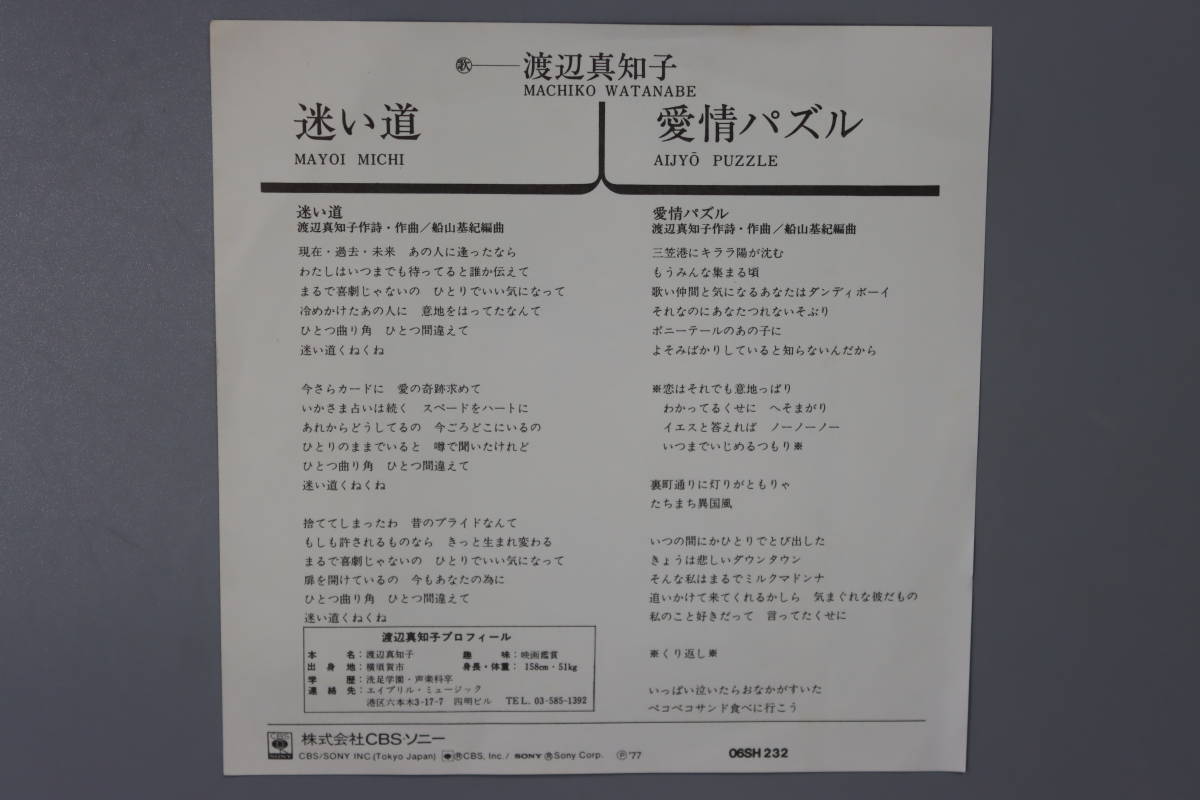 歌——渡辺真知子
MACHIKO WATANABE
迷い道
MAYOI MICHI
愛情パズル
AIJYŌ PUZZLE
迷い道
渡辺真知子作詩・作曲／船山基紀編曲
現在・過去・未来　あの人に逢ったなら
わたしはいつまでも待ってると誰か伝えて
まるで喜劇じゃないの　ひとりでいい気になって
冷めかけたあの人に　意地をはってたなんて
ひとつ曲り角　ひとつ間違えて
迷い道くねくね
今さらカードに　愛の奇跡求めて
いかさま占いは続く　スペードをハートに
あれからどうしてるの　今ごろどこにいるの
ひとりのままでいると　噂で聞いたけれど
ひとつ曲り角　ひとつ間違えて
迷い道くねくね
捨ててしまったわ　昔のプライドなんて
もしも許されるものなら　きっと生まれ変わる
まるで喜劇じゃないの　ひとりでいい気になって
扉を開けているの　今もあなたの為に
ひとつ曲り角　ひとつ間違えて
迷い道くねくね
愛情パズル
渡辺真知子作詩・作曲／船山基紀編曲
三笠港にキララ陽が沈む
もうみんな集まる頃
歌い仲間と気になるあなたはダンディボーイ
それなのにあなたつれないそぶり
ポニーテールのあの子に
よそみばかりしていると知らないんだから
※恋はそれでも意地っぱり
わかってるくせに　へそまがり
イエスと答えれば　ノーノーノー
いつまでいじめるつもり※
裏町通りに灯りがともりゃ
たちまち異国風
いつの間にかひとりでとび出した
きょうは悲しいダウンタウン
そんな私はまるでミルクマドンナ
追いかけて来てくれるかしら　気まぐれな彼だもの
私のこと好きだって　言ってたくせに
※くり返し※
いっぱい泣いたらおなかがすいた
ペコペコサンド食べに行こう
渡辺真知子プロフィール
本名：渡辺真知子　趣味：映画鑑賞
出身地：横須賀市　身長・体重：158cm・51kg
学歴：洗足学園・声楽科卒
連絡先：エイプリル・ミュージック
港区六本木3-17-7　四明ビル　TEL. 03-585-1392
CBS SONY 株式会社CBS・ソニー
CBS/SONY INC.(Tokyo Japan) ®CBS, Inc./ SONY ®Sony Corp. Ⓟ'77
06SH 232